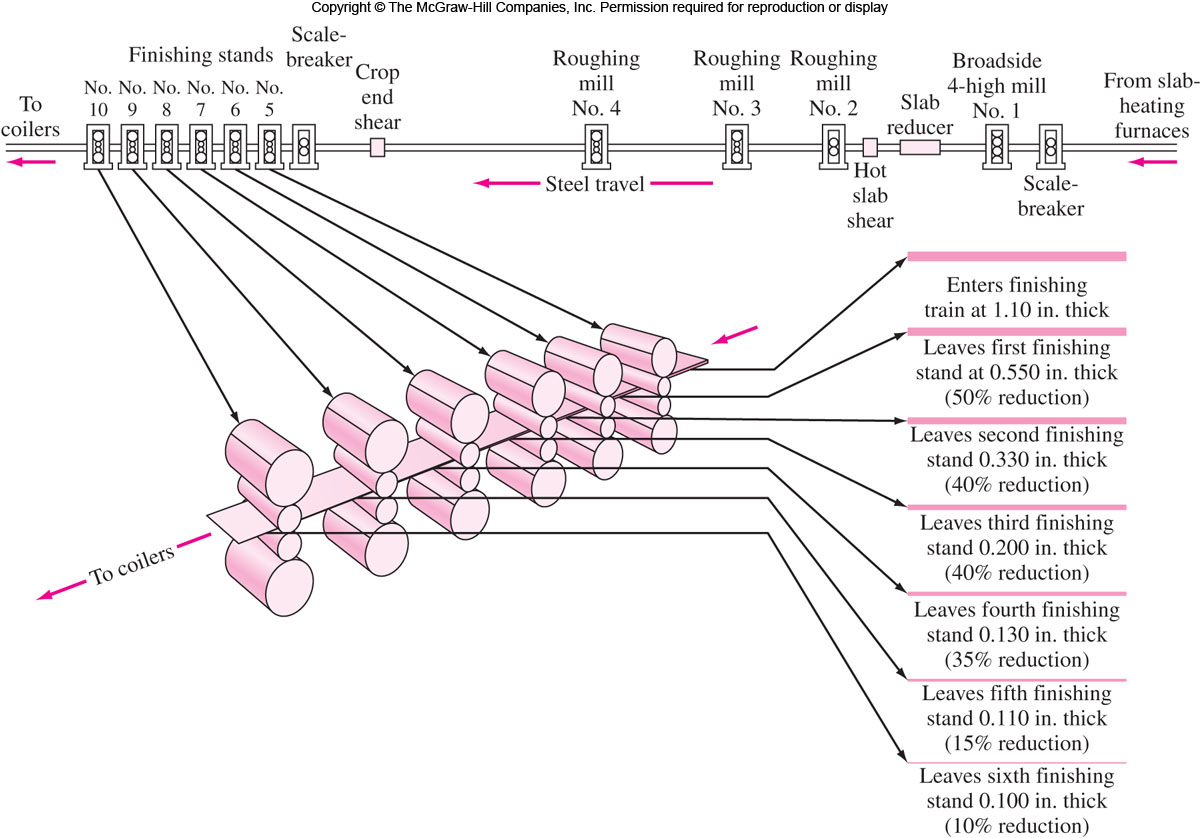 Copyright © The McGraw-Hill Companies, Inc. Permission required for reproduction or display
Finishing stands
Scale-
breaker
No.
10
No.
9
No.
8
No.
7
No.
6
No.
5
To
coilers
Crop
end
shear
Roughing
mill
No. 4
Roughing
mill
No. 3
Roughing
mill
No. 2
Slab
reducer
Broadside
4-high mill
No. 1
From slab-
heating
furnaces
Steel travel
Hot
slab
shear
Scale-
breaker
Enters finishing
train at 1.10 in. thick
Leaves first finishing
stand at 0.550 in. thick
(50% reduction)
Leaves second finishing
stand 0.330 in. thick
(40% reduction)
Leaves third finishing
stand 0.200 in. thick
(40% reduction)
Leaves fourth finishing
stand 0.130 in. thick
(35% reduction)
Leaves fifth finishing
stand 0.110 in. thick
(15% reduction)
Leaves sixth finishing
stand 0.100 in. thick
(10% reduction)
To coilers